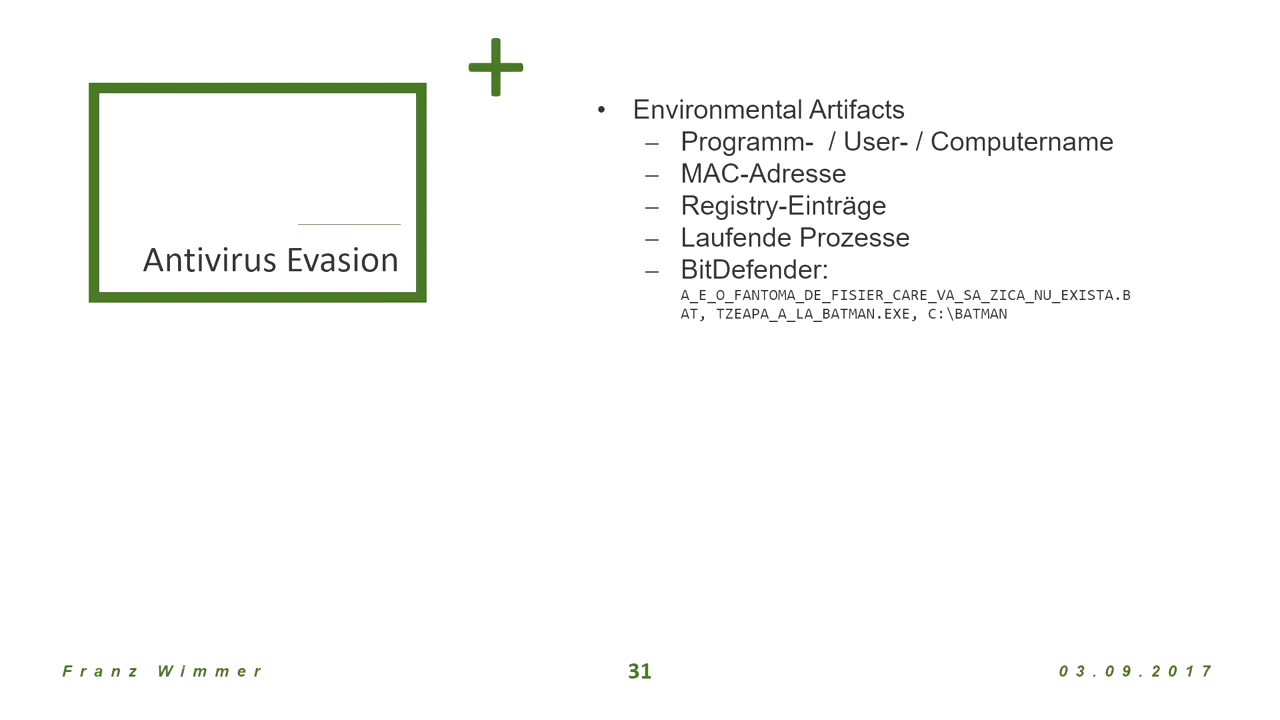 Antivirus Evasion
• Environmental Artifacts
– Programm-  / User- / Computername
– MAC-Adresse
– Registry-Einträge
– Laufende Prozesse
– BitDefender:
A_E_O_FANTOMA_DE_FISIER_CARE_VA_SA_ZICA_NU_EXISTA.B
AT, TZEAPA_A_LA_BATMAN.EXE, C:\BATMAN
Franz Wimmer
31
03.09.2017